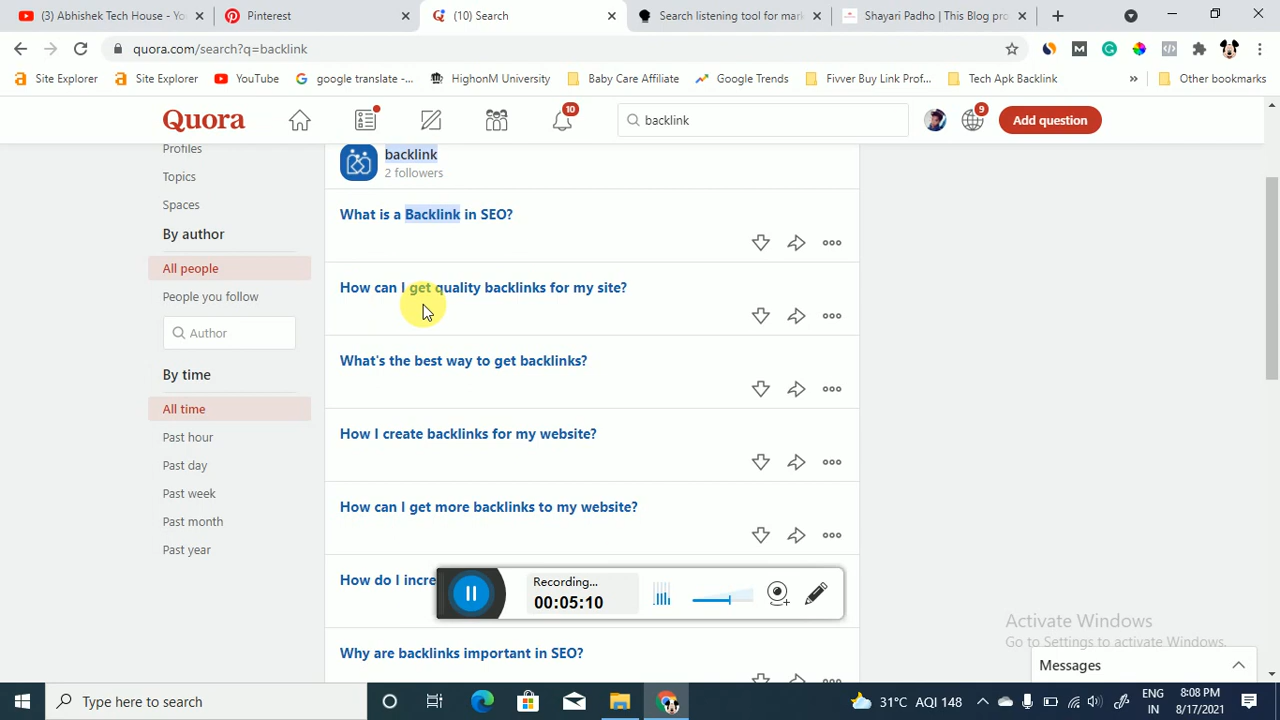 (3) Abhishek Tech House - Yo
Pinterest
(10) Search
Search listening tool for mark
Shayari Padho | This Blog pro
quora.com/search?q=backlink
Site Explorer
Site Explorer
YouTube
google translate -...
HighonM University
Baby Care Affiliate
Google Trends
Fivver Buy Link Prof...
Tech Apk Backlink
»
Other bookmarks
Quora
10
backlink
9
Add question
Profiles
Topics
Spaces
By author
All people
People you follow
Author
By time
All time
Past hour
Past day
Past week
Past month
Past year
backlink
2 followers
What is a Backlink in SEO?
How can I get quality backlinks for my site?
What's the best way to get backlinks?
How I create backlinks for my website?
How can I get more backlinks to my website?
How do I incre
Why are backlinks important in SEO?
Recording...
00:05:10
Activate Windows
Go to Settings to activate Windows.
Messages
Type here to search
31°C AQI 148
ENG
IN
8:08 PM
8/17/2021